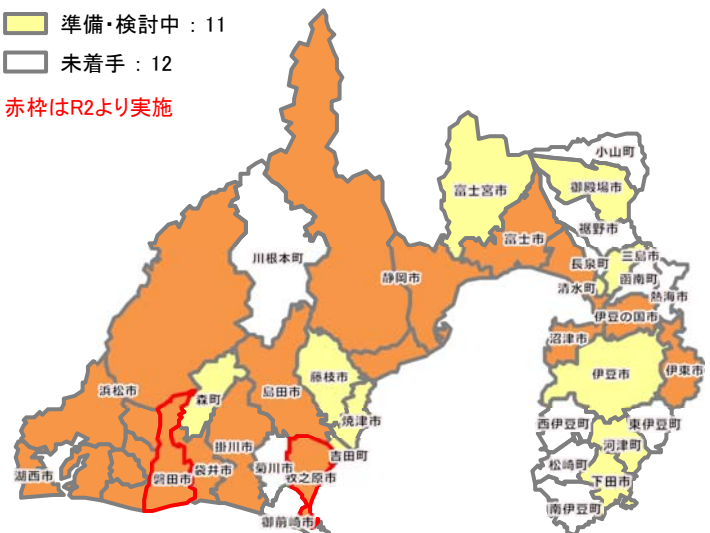 準備・検討中 : 11
未着手 : 12
赤枠はR2より実施
小山町
富士宮市
御殿場市
裾野市
富士市
川根本町
三島市
長泉町
函南町
静岡市
清水町
熱海市
伊豆の国市
沼津市
伊東市
伊豆市
藤枝市
浜松市
島田市
森町
焼津市
西伊豆町
東伊豆町
掛川市
河津町
吉田町
松崎町
菊川市
袋井市
湖西市
磐田市
牧之原市
下田市
南伊豆町
御前崎市